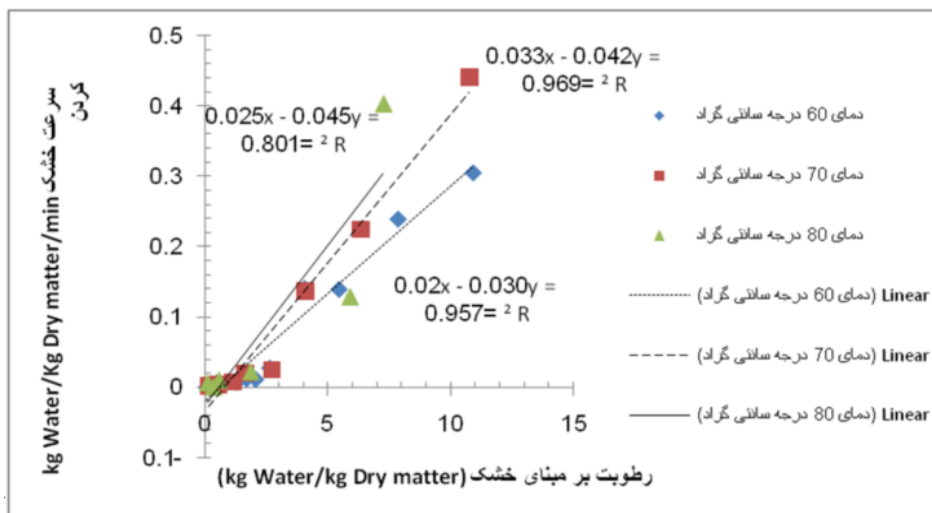 سرعت خشک کردن
kg Water/Kg Dry matter/min
0.5
0.4
0.3
0.2
0.1
0
0.1-
0
5
10
15
0.033x - 0.042y =
0.969= ² R
0.025x - 0.045y =
0.801= ² R
0.02x - 0.030y =
0.957= ² R
رطوبت بر مبنای خشک (kg Water/kg Dry matter)
دمای 60 درجه سانتی گراد
دمای 70 درجه سانتی گراد
دمای 80 درجه سانتی گراد
Linear (دمای 60 درجه سانتی گراد)
Linear (دمای 70 درجه سانتی گراد)
Linear (دمای 80 درجه سانتی گراد)